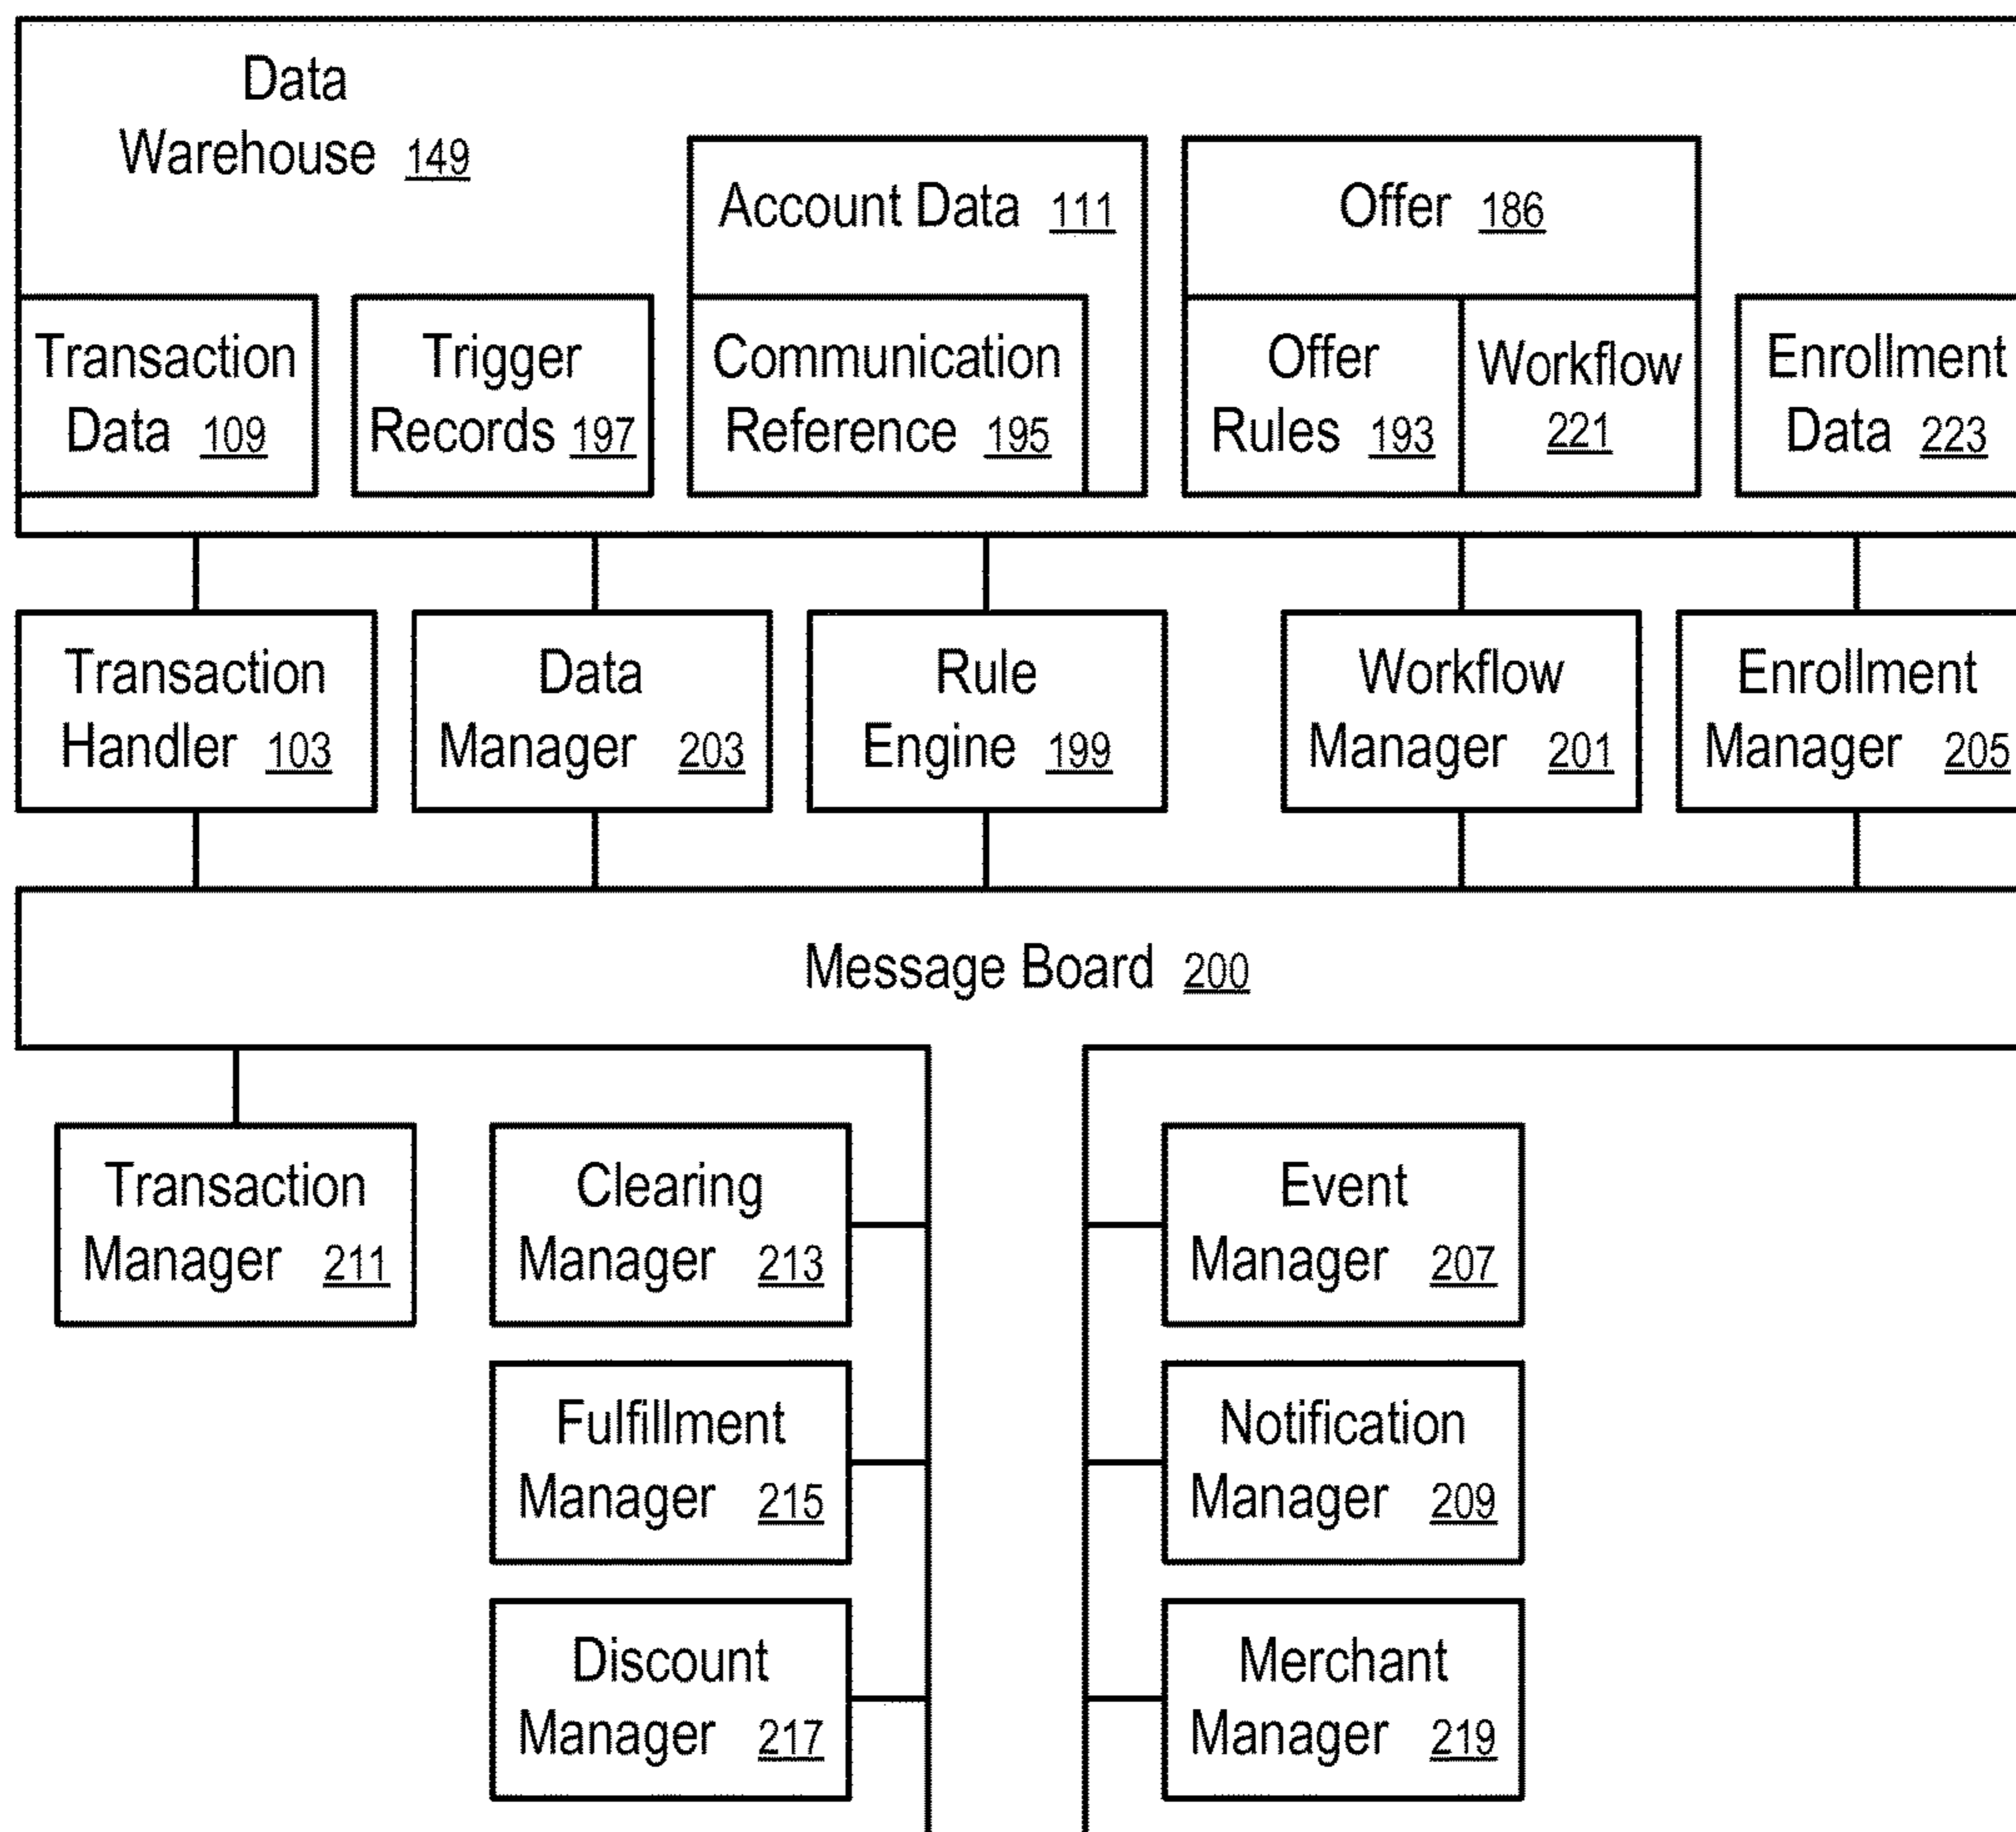 Data
Warehouse 149
Account Data 111
Offer 186
Transaction
Data 109
Trigger
Records 197
Communication
Reference 195
Offer
Rules 193
Workflow
221
Enrollment
Data 223
Transaction
Handler 103
Data
Manager 203
Rule
Engine 199
Workflow
Manager 201
Enrollment
Manager 205
Message Board 200
Transaction
Manager 211
Clearing
Manager 213
Event
Manager 207
Fulfillment
Manager 215
Notification
Manager 209
Discount
Manager 217
Merchant
Manager 219